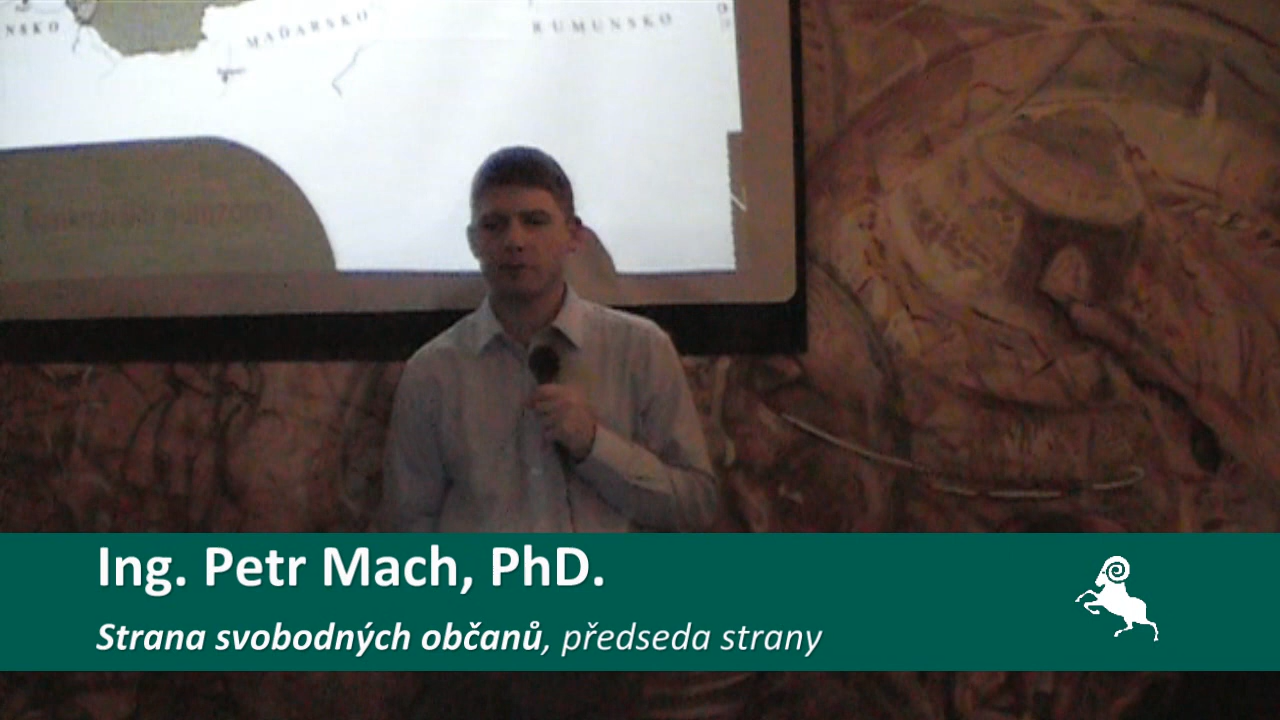 NSKO
MAĎARSKO
RUMUNSKO
Ing. Petr Mach, PhD.
Strana svobodných občanů, předseda strany